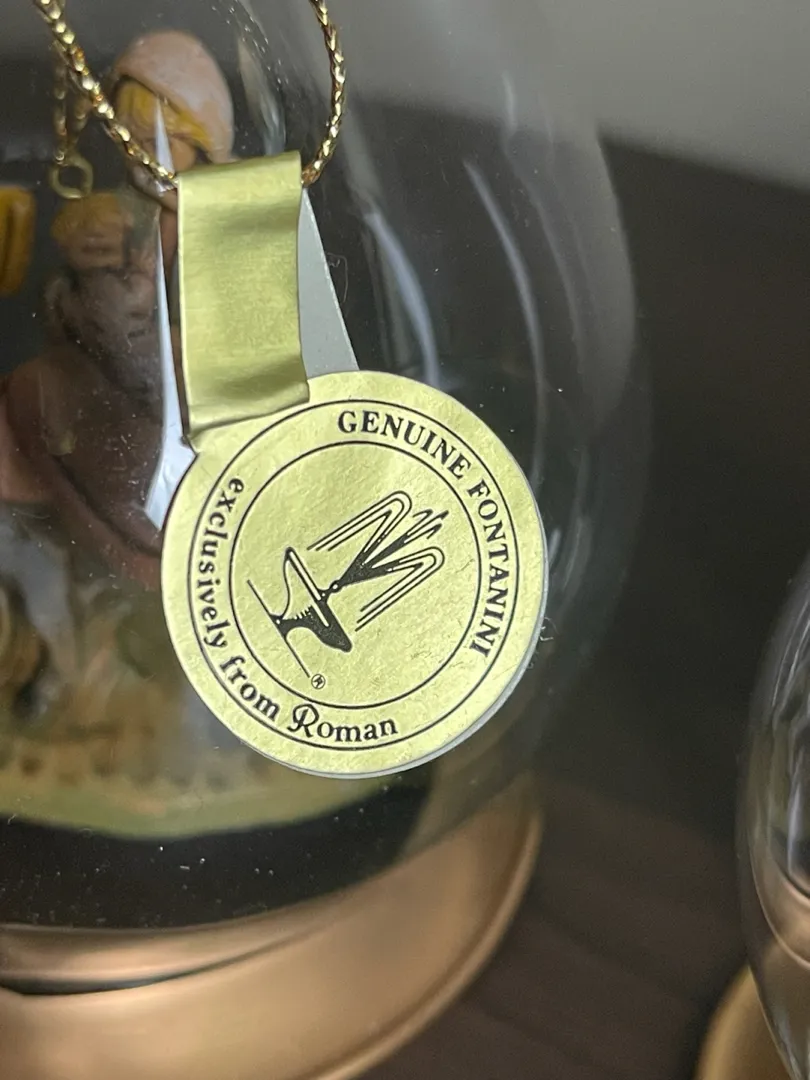 GENUINE FONTANINI
exclusively from Roman
®